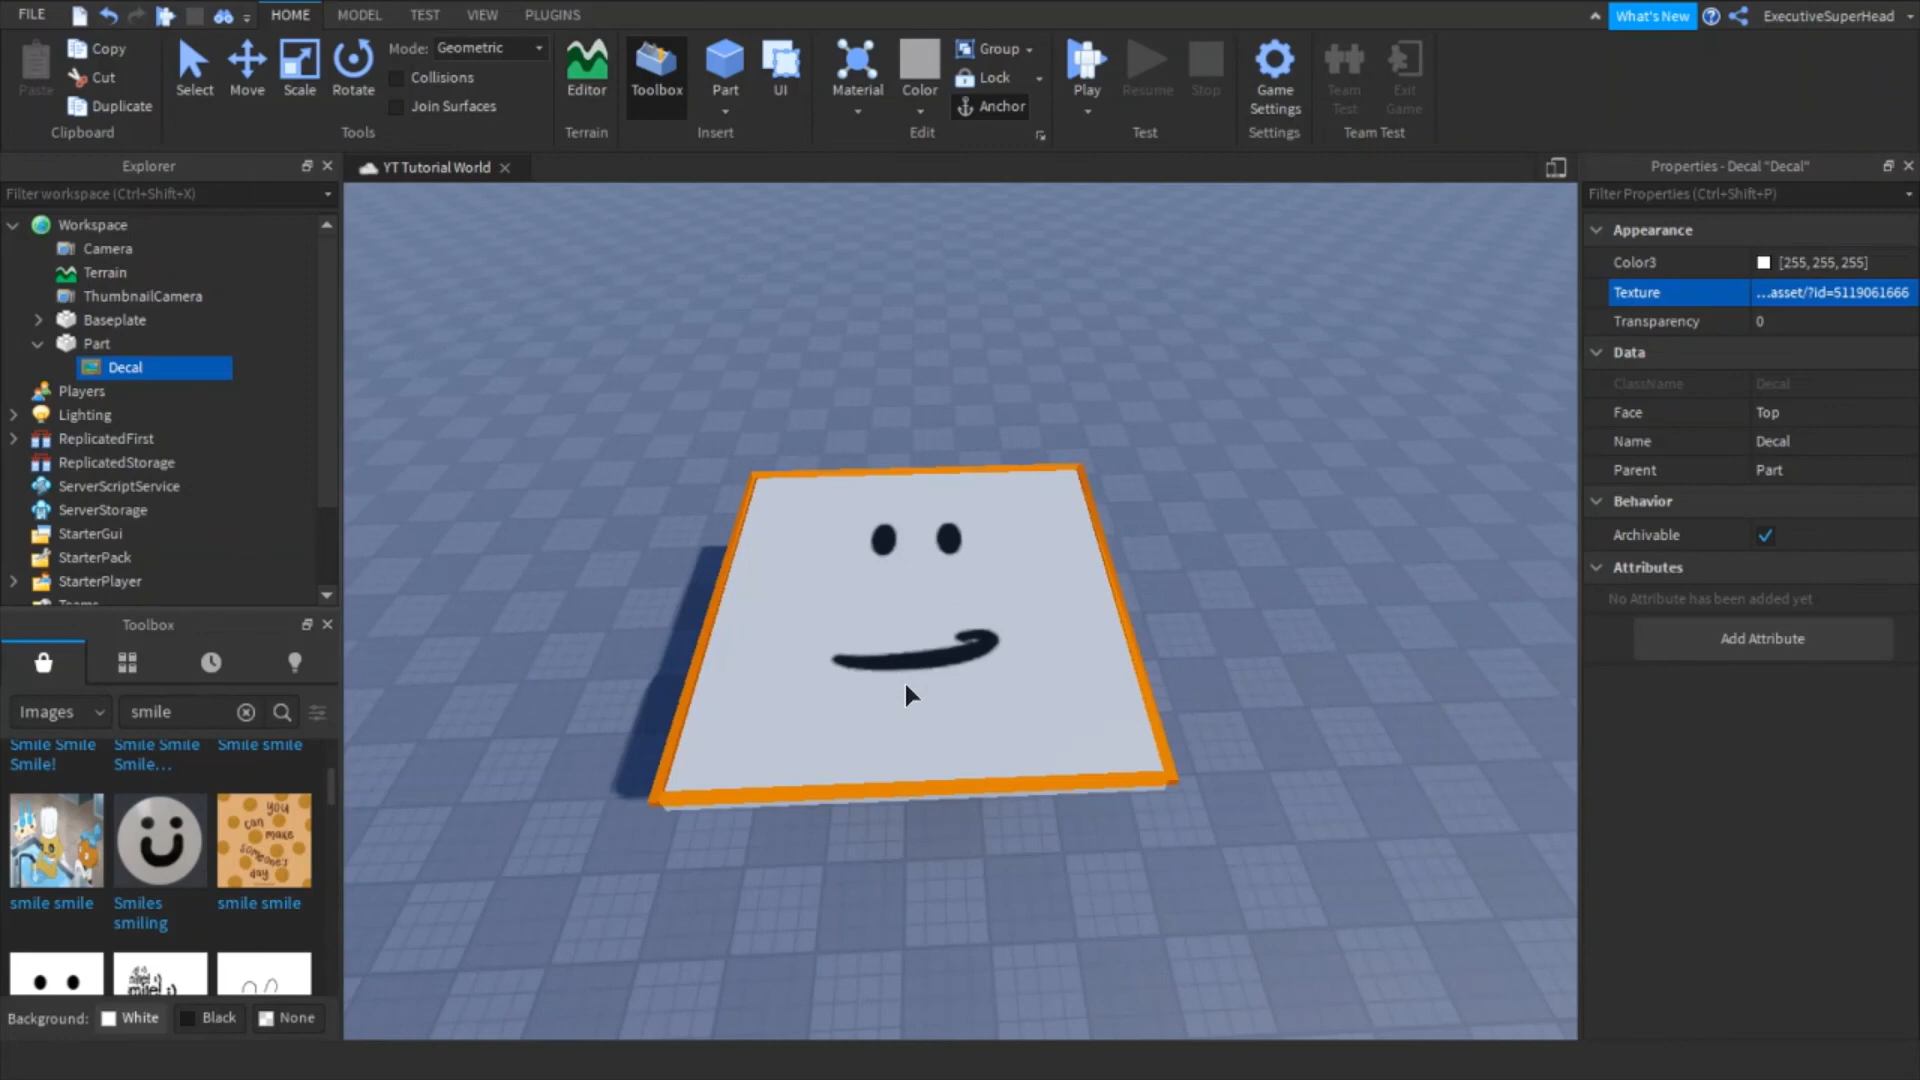 FILE HOME MODEL TEST VIEW PLUGINS What's New ExecutiveSuperHead
Paste Copy Cut Duplicate Clipboard
Select Move Scale Rotate Mode: Geometric Collisions Join Surfaces Tools
Editor Terrain
Toolbox Part UI Insert
Material Color Group Lock Anchor Edit
Play Resume Stop Test
Game Settings Settings
Team Test Exit Game Team Test
Explorer
Filter workspace (Ctrl+Shift+X)
Workspace
Camera
Terrain
ThumbnailCamera
Baseplate
Part
Decal
Players
Lighting
ReplicatedFirst
ReplicatedStorage
ServerScriptService
ServerStorage
StarterGui
StarterPack
StarterPlayer
Toolbox
Images smile
Smile Smile Smile!
Smile Smile Smile...
Smile smile
you can make someone's day
smile smile
Smiles smiling
smile smile
Background: White Black None
YT Tutorial World
Properties - Decal "Decal"
Filter Properties (Ctrl+Shift+P)
Appearance
Color3 [255, 255, 255]
Texture ...asset/?id=5119061666
Transparency 0
Data
ClassName Decal
Face Top
Name Decal
Parent Part
Behavior
Archivable
Attributes
No Attribute has been added yet
Add Attribute